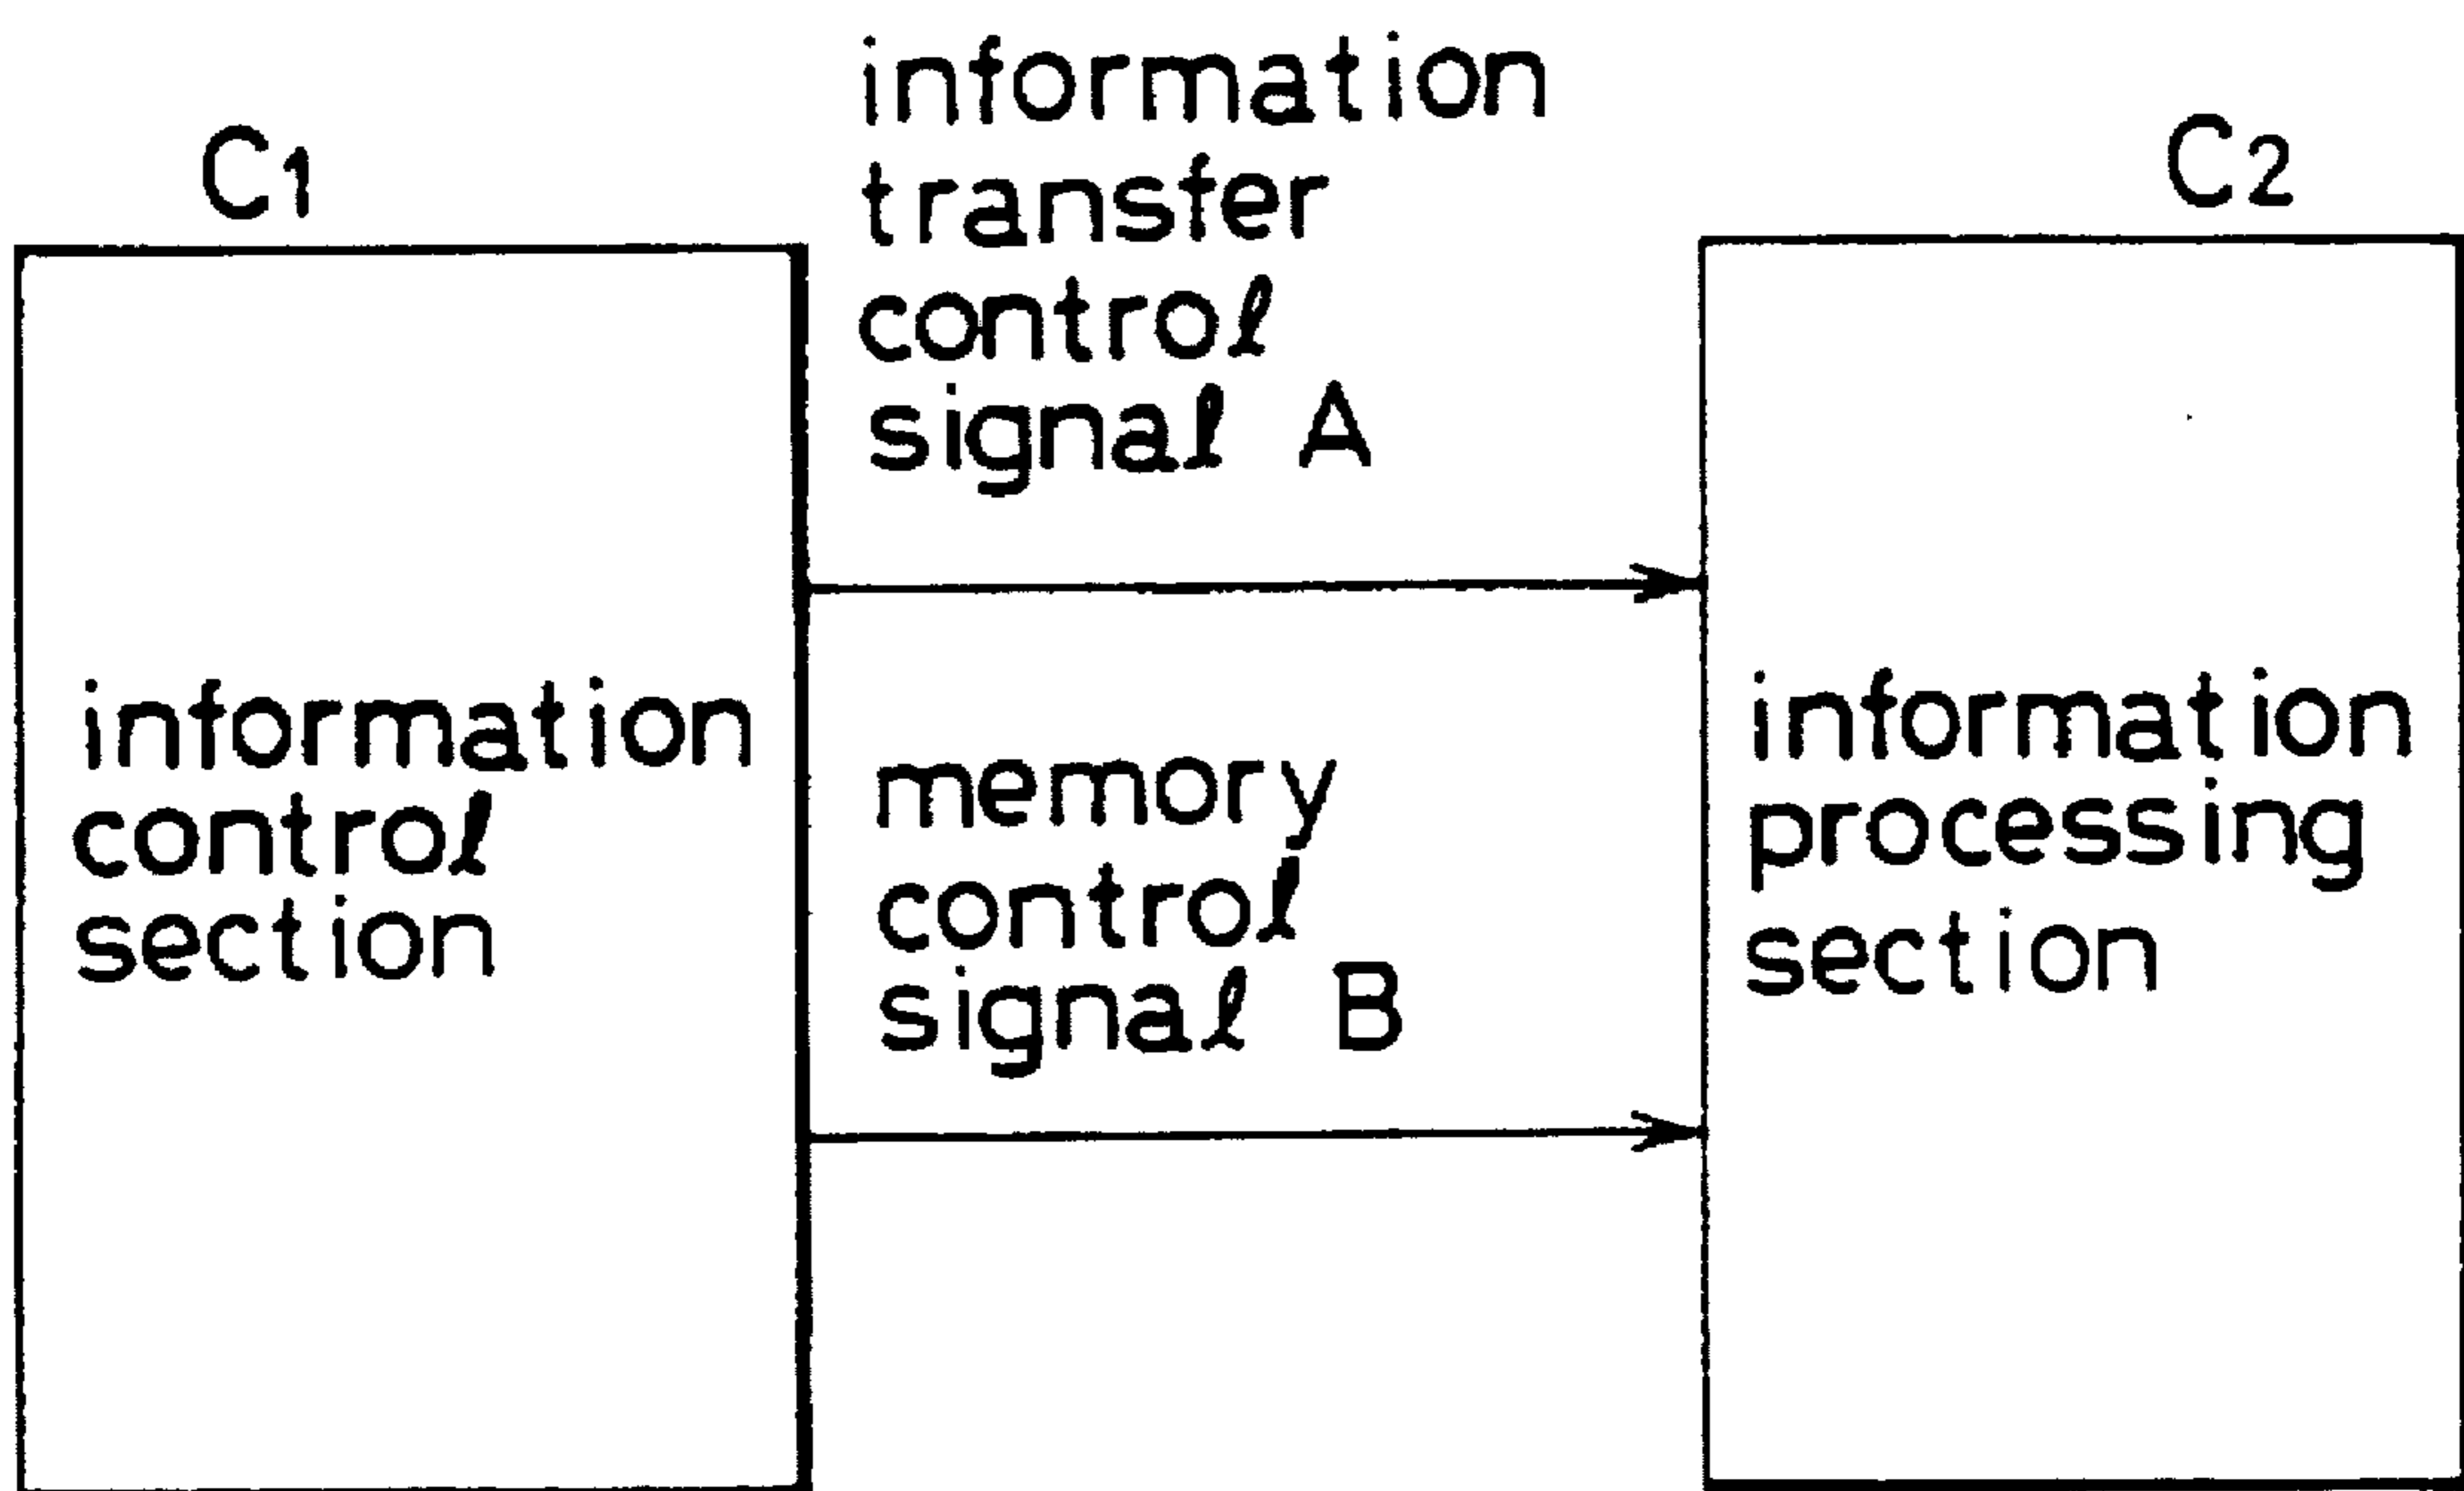 C1
information
control
section
information
transfer
control
signal A
memory
control
signal B
C2
information
processing
section